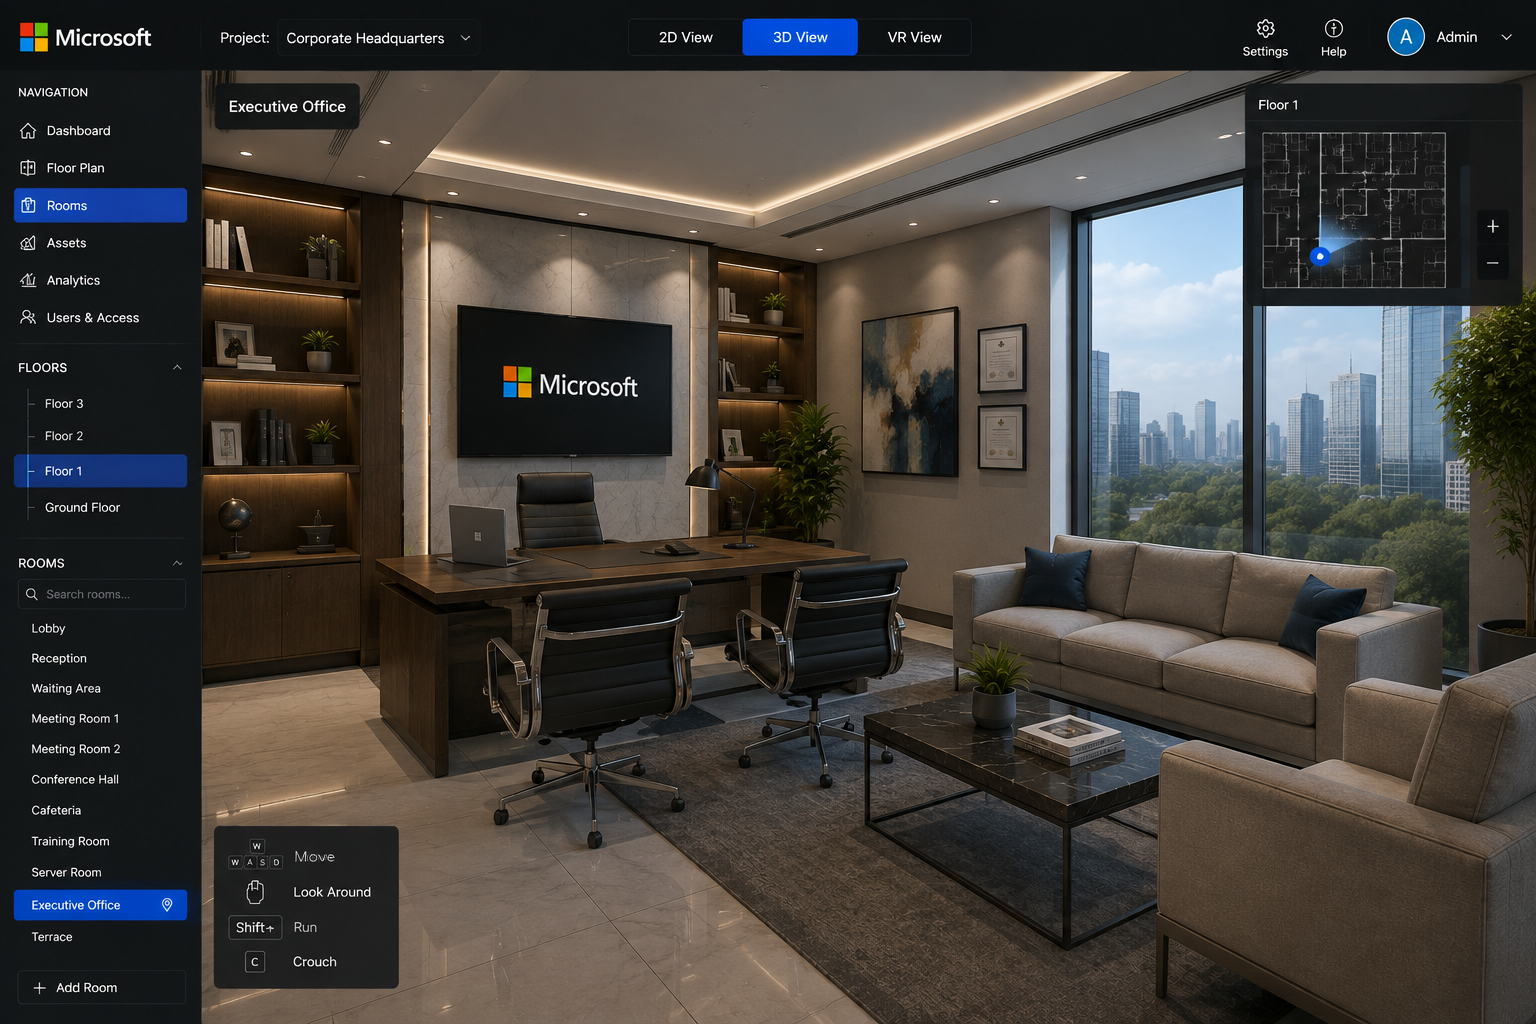 Microsoft
Project: Corporate Headquarters
2D View
3D View
VR View
Settings
Help
A
Admin
NAVIGATION
Dashboard
Floor Plan
Rooms
Assets
Analytics
Users & Access
FLOORS
Floor 3
Floor 2
Floor 1
Ground Floor
ROOMS
Search rooms...
Lobby
Reception
Waiting Area
Meeting Room 1
Meeting Room 2
Conference Hall
Cafeteria
Training Room
Server Room
Executive Office
Terrace
+ Add Room
Executive Office
Microsoft
Floor 1
+
−
W
W A S D
Move
Look Around
Shift+ Run
C Crouch